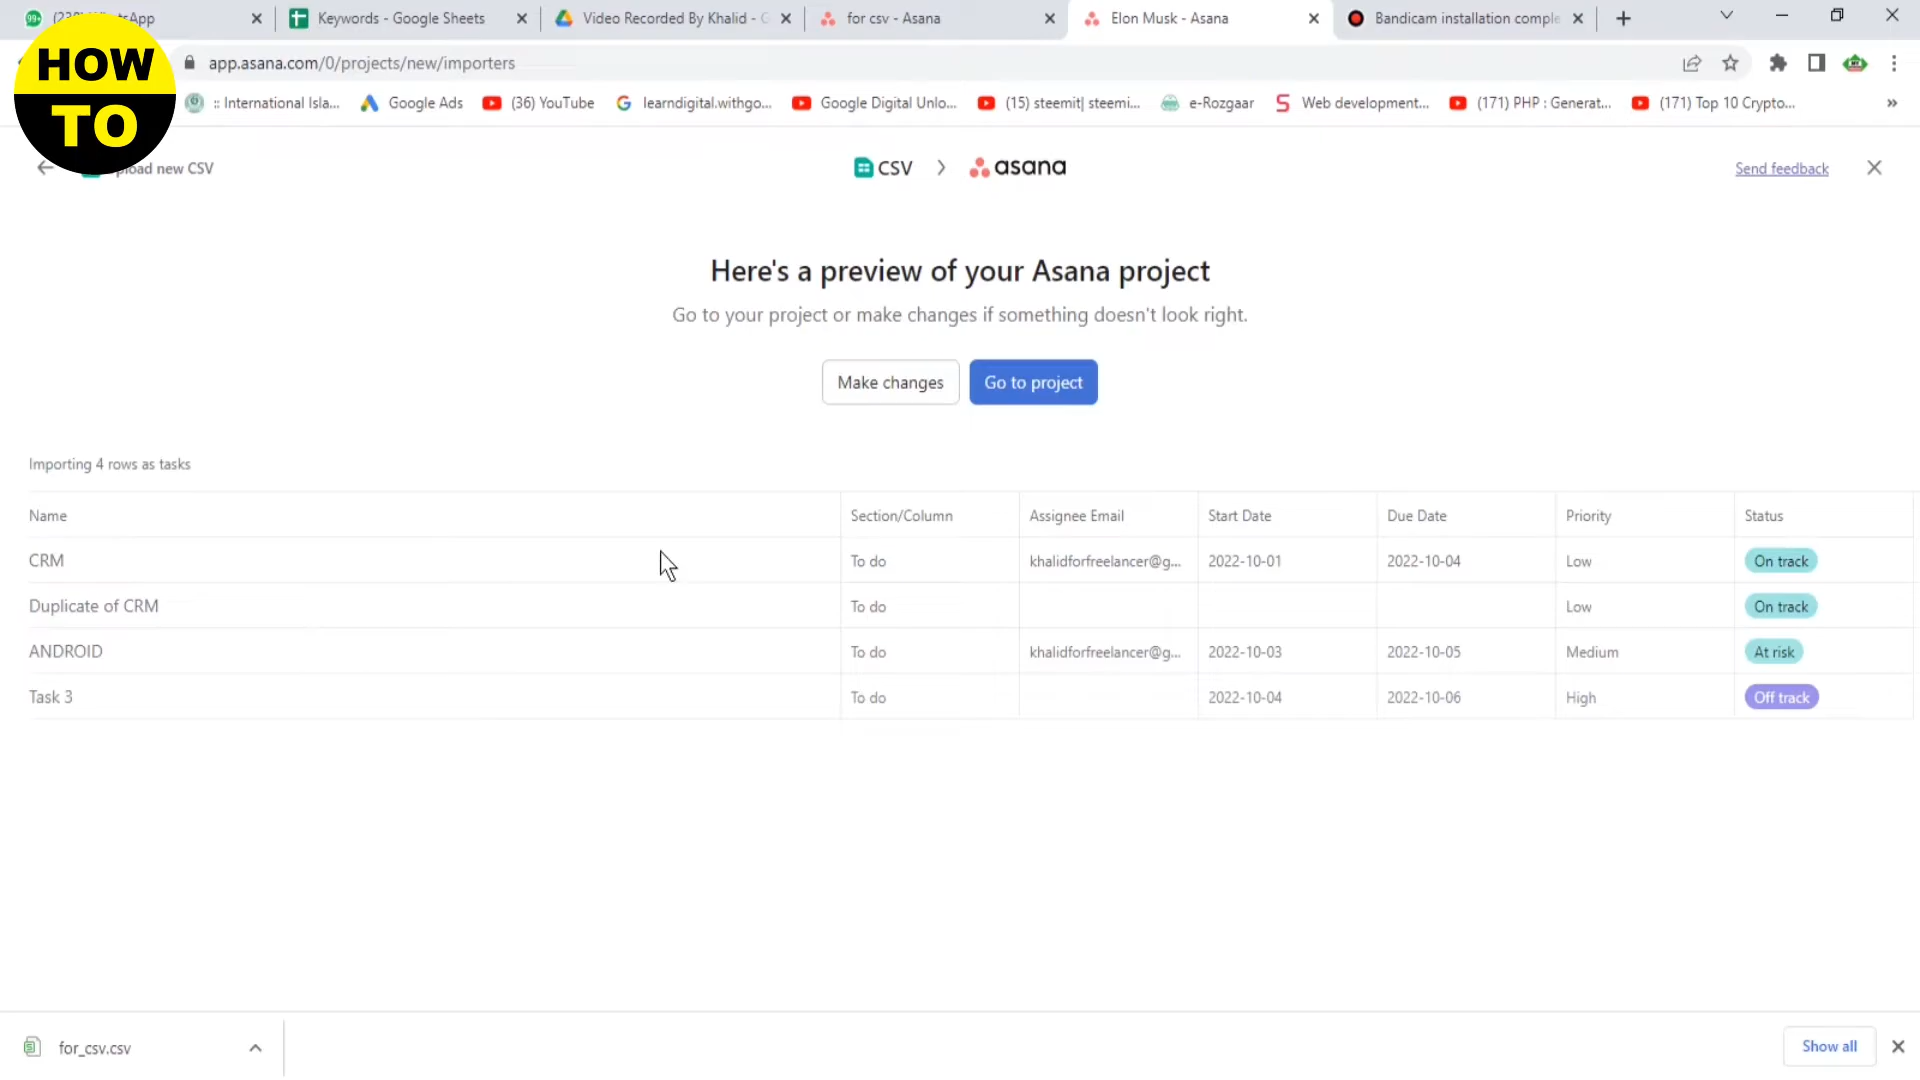 99+ (230) WhatsApp
Keywords - Google Sheets
Video Recorded By Khalid - G
for csv - Asana
Elon Musk - Asana
Bandicam installation comple
HOW
TO
app.asana.com/0/projects/new/importers
:: International Isla...
Google Ads
(36) YouTube
learndigital.withgo...
Google Digital Unlo...
(15) steemit| steemi...
e-Rozgaar
Web development...
(171) PHP : Generat...
(171) Top 10 Crypto...
pload new CSV
CSV
asana
Send feedback
Here's a preview of your Asana project
Go to your project or make changes if something doesn't look right.
Make changes
Go to project
Importing 4 rows as tasks
Name Section/Column Assignee Email Start Date Due Date Priority Status
CRM To do khalidforfreelancer@g... 2022-10-01 2022-10-04 Low On track
Duplicate of CRM To do Low On track
ANDROID To do khalidforfreelancer@g... 2022-10-03 2022-10-05 Medium At risk
Task 3 To do 2022-10-04 2022-10-06 High Off track
for_csv.csv
Show all